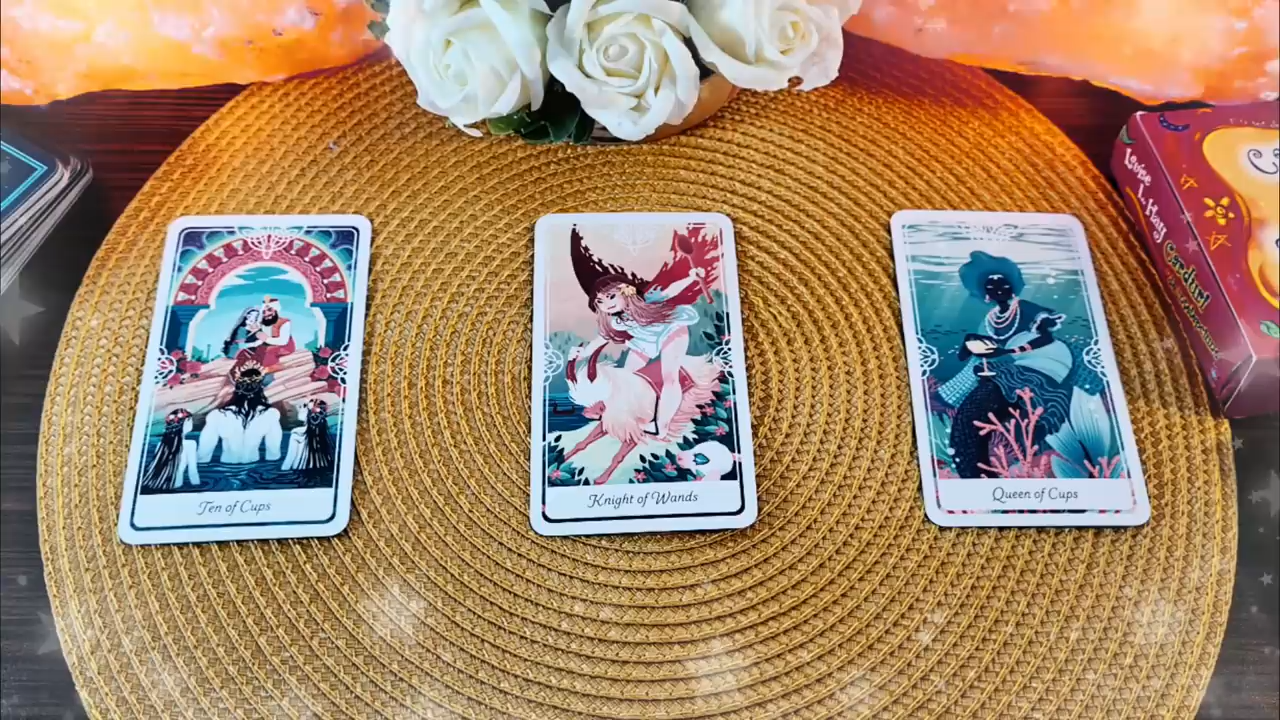 Ten of Cups
Knight of Wands
Queen of Cups
Louise
L. Hay